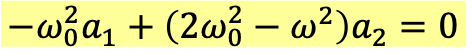 −ω₀²a₁ + (2ω₀² − ω²)a₂ = 0